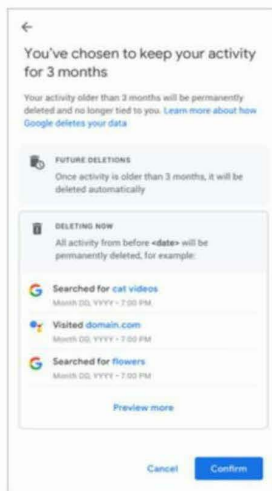 You've chosen to keep your activity
for 3 months
Your activity older than 3 months will be permanently
deleted and no longer tied to you. Learn more about how
Google deletes your data
FUTURE DELETIONS
Once activity is older than 3 months, it will be
deleted automatically
DELETING NOW
All activity from before <date> will be
permanently deleted, for example:
Searched for cat videos
Month DD, YYYY • 7:00 PM
Visited domain.com
Month DD, YYYY • 7:00 PM
Searched for flowers
Month DD, YYYY • 7:00 PM
Preview more
Cancel Confirm